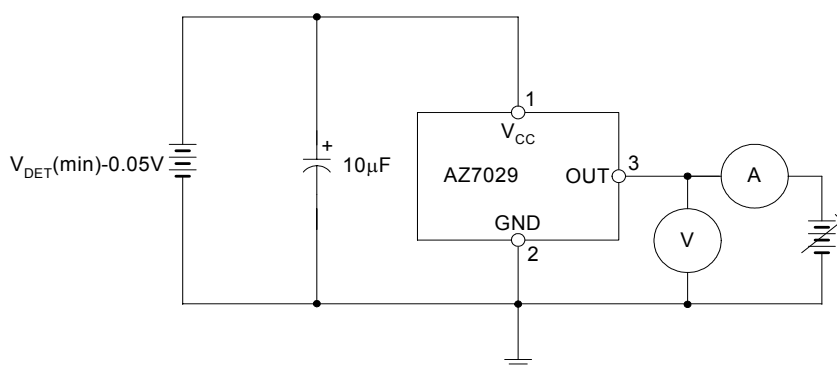 1
V_CC
V_DET(min)-0.05V
+
10μF
AZ7029
OUT
3
A
GND
2
V